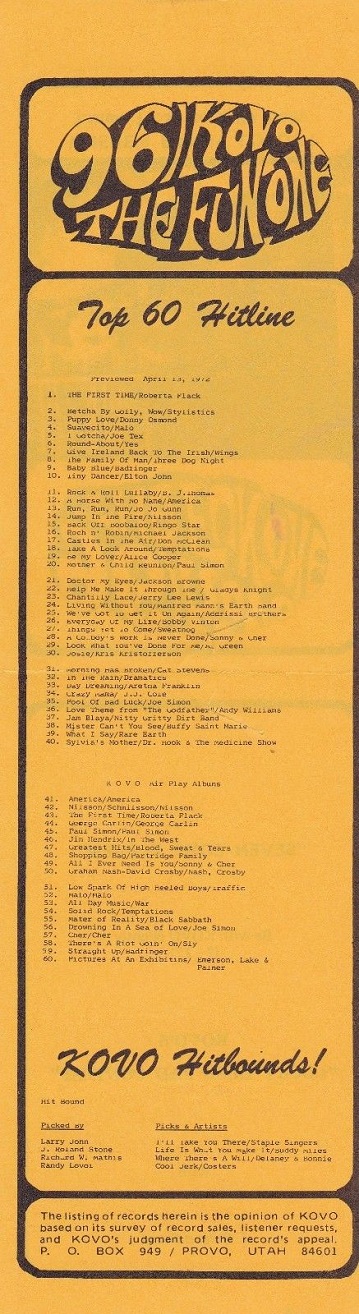 96/KOVO
THE FUN ONE
Top 60 Hitline
Previewed April 13, 1972
1. THE FIRST TIME/Roberta Flack
2. Betcha By Golly, Wow/Stylistics
3. Puppy Love/Donny Osmond
4. Suavecito/Malo
5. I Gotcha/Joe Tex
6. Round-About/Yes
7. Give Ireland Back To The Irish/Wings
8. The Family Of Man/Three Dog Night
9. Baby Blue/Badfinger
10. Tiny Dancer/Elton John
11. Rock & Roll Lullaby/B. J.Thomas
12. A Horse With No Name/America
13. Run, Run, Run/Jo Jo Gunn
14. Jump In The Fire/Nilsson
15. Back Off Boobaloo/Ringo Star
16. Rock n' Robin/Michael Jackson
17. Castles In The Air/Don McLean
18. Take A Look Around/Temptations
19. Be My Lover/Alice Cooper
20. Mother & Child Reunion/Paul Simon
21. Doctor My Eyes/Jackson Browne
22. Help Me Make It Through The / Gladys Knight
23. Chantilly Lace/Jerry Lee Lewis
24. Living Without You/Manfred Mann's Earth Band
25. We've Got To Get It On Again/Addrissi Brothers
26. Everyday Of My Life/Bobby Vinton
27. Things Yet To Come/Sweathog
28. A Cowboy's Work Is Never Done/Sonny & Cher
29. Look What You've Done For Me/Al Green
30. Josie/Kris Kristofferson
31. Morning Has Broken/Cat Stevens
32. In The Rain/Dramatics
33. Day Dreaming/Aretha Franklin
34. Crazy Mama/ J.J. Cole
35. Pool Of Bad Luck/Joe Simon
36. Love Theme from "The Godfather"/Andy Williams
37. Jam Blaya/Nitty Gritty Dirt Band
38. Mister Can't You See/Buffy Saint Marie
39. What I Say/Rare Earth
40. Sylvia's Mother/Dr. Hook & The Medicine Show
K O V O Air Play Albums
41. America/America
42. Nilsson/Schnilsson/Nilsson
43. The First Time/Roberta Flack
44. George Carlin/George Carlin
45. Paul Simon/Paul Simon
46. Jim Hendrix/In The West
47. Greatest Hits/Blood, Sweat & Tears
48. Shopping Bag/Partridge Family
49. All I Ever Need Is You/Sonny & Cher
50. Graham Nash-David Crosby/Nash, Crosby
51. Low Spark Of High Heeled Boys/Traffic
52. Malo/Malo
53. All Day Music/War
54. Solid Rock/Temptations
55. Mater of Reality/Black Sabbath
56. Drowning In A Sea of Love/Joe Simon
57. Cher/Cher
58. There's A Riot Goin' On/Sly
59. Straight Up/Badfinger
60. Pictures At An Exhibition/ Emerson, Lake &
Palmer
KOVO Hitbounds!
Hit Bound
Picked By Picks & Artists
Larry John I'll Take You There/Staple Singers
J. Roland Stone Life Is What You Make It/Buddy Miles
Richard W. Mathis Where There's A Will/Delaney & Bonnie
Randy Lovol Cool Jerk/Costers
The listing of records herein is the opinion of KOVO
based on its survey of record sales, listener requests,
and KOVO's judgment of the record's appeal.
P. O. BOX 949 / PROVO, UTAH 84601